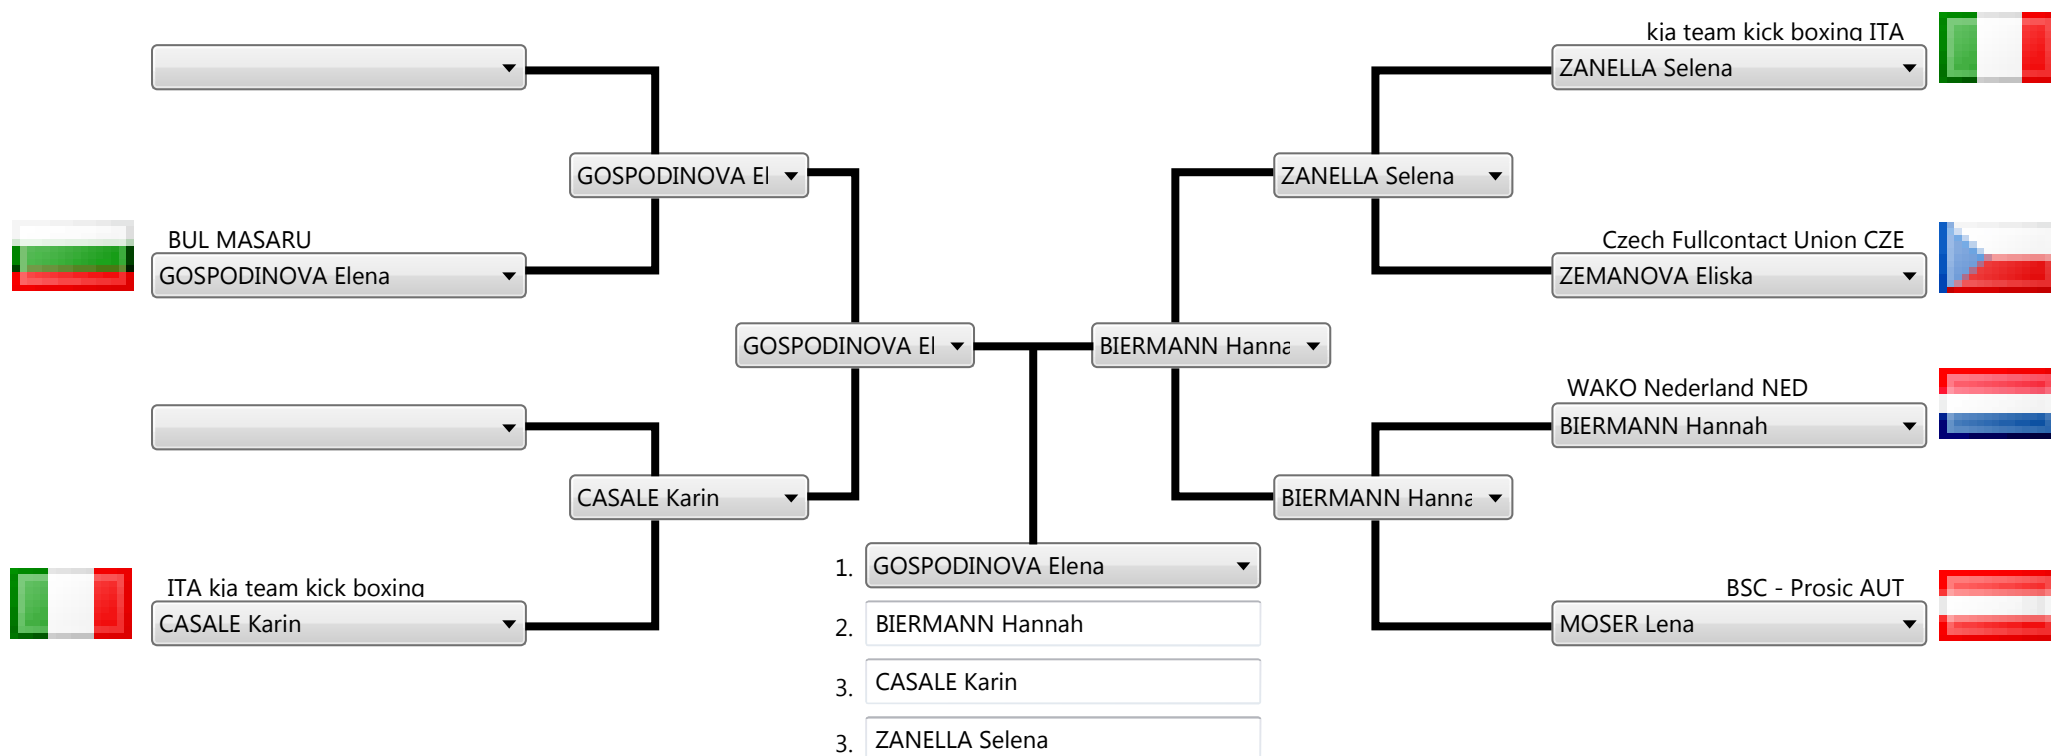 kja team kick boxing ITA
ZANELLA Selena
GOSPODINOVA El
ZANELLA Selena
BUL MASARU
Czech Fullcontact Union CZE
GOSPODINOVA Elena
ZEMANOVA Eliska
GOSPODINOVA El
BIERMANN Hanna
WAKO Nederland NED
BIERMANN Hannah
CASALE Karin
BIERMANN Hanna
1. GOSPODINOVA Elena
ITA kja team kick boxing
BSC - Prosic AUT
CASALE Karin
2. BIERMANN Hannah
MOSER Lena
3. CASALE Karin
3. ZANELLA Selena